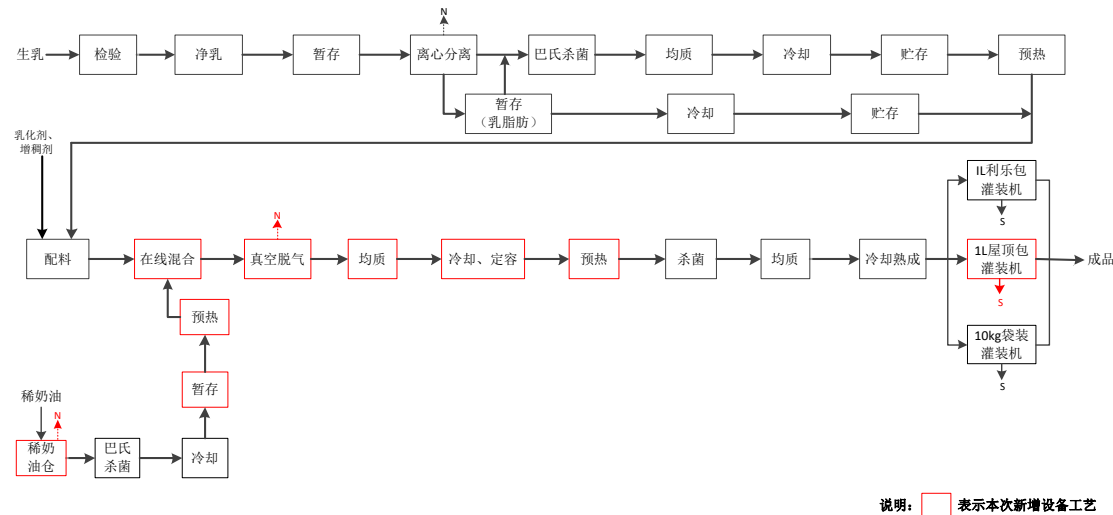 N
生乳
检验
净乳
暂存
离心分离
巴氏杀菌
均质
冷却
贮存
预热
暂存
（乳脂肪）
冷却
贮存
乳化剂、
增稠剂
IL利乐包
灌装机
S
N
配料
在线混合
真空脱气
均质
冷却、定容
预热
杀菌
均质
冷却熟成
1L屋顶包
灌装机
S
成品
预热
10kg袋装
灌装机
S
暂存
稀奶油
N
稀奶
油仓
巴氏
杀菌
冷却
说明：
表示本次新增设备工艺